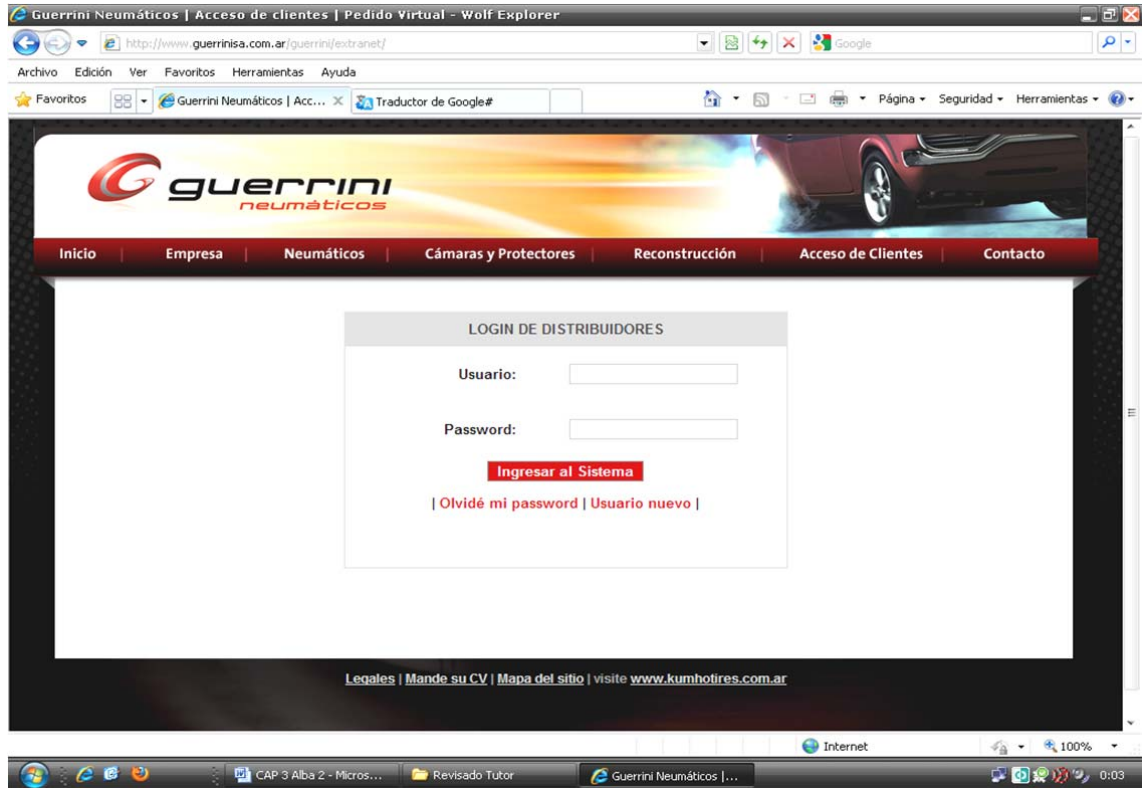 Guerrini Neumáticos | Acceso de clientes | Pedido Virtual - Wolf Explorer
http://www.guerrinisa.com.ar/guerrini/extranet/
Google
Archivo Edición Ver Favoritos Herramientas Ayuda
Favoritos Guerrini Neumáticos | Acc... Traductor de Google# Página Seguridad Herramientas
guerrini
neumáticos
Inicio | Empresa | Neumáticos | Cámaras y Protectores | Reconstrucción | Acceso de Clientes | Contacto
LOGIN DE DISTRIBUIDORES
Usuario:
Password:
Ingresar al Sistema
| Olvidé mi password | Usuario nuevo |
Legales | Mande su CV | Mapa del sitio | visite www.kumhotires.com.ar
Internet 100%
CAP 3 Alba 2 - Micros... Revisado Tutor Guerrini Neumáticos |... 0:03